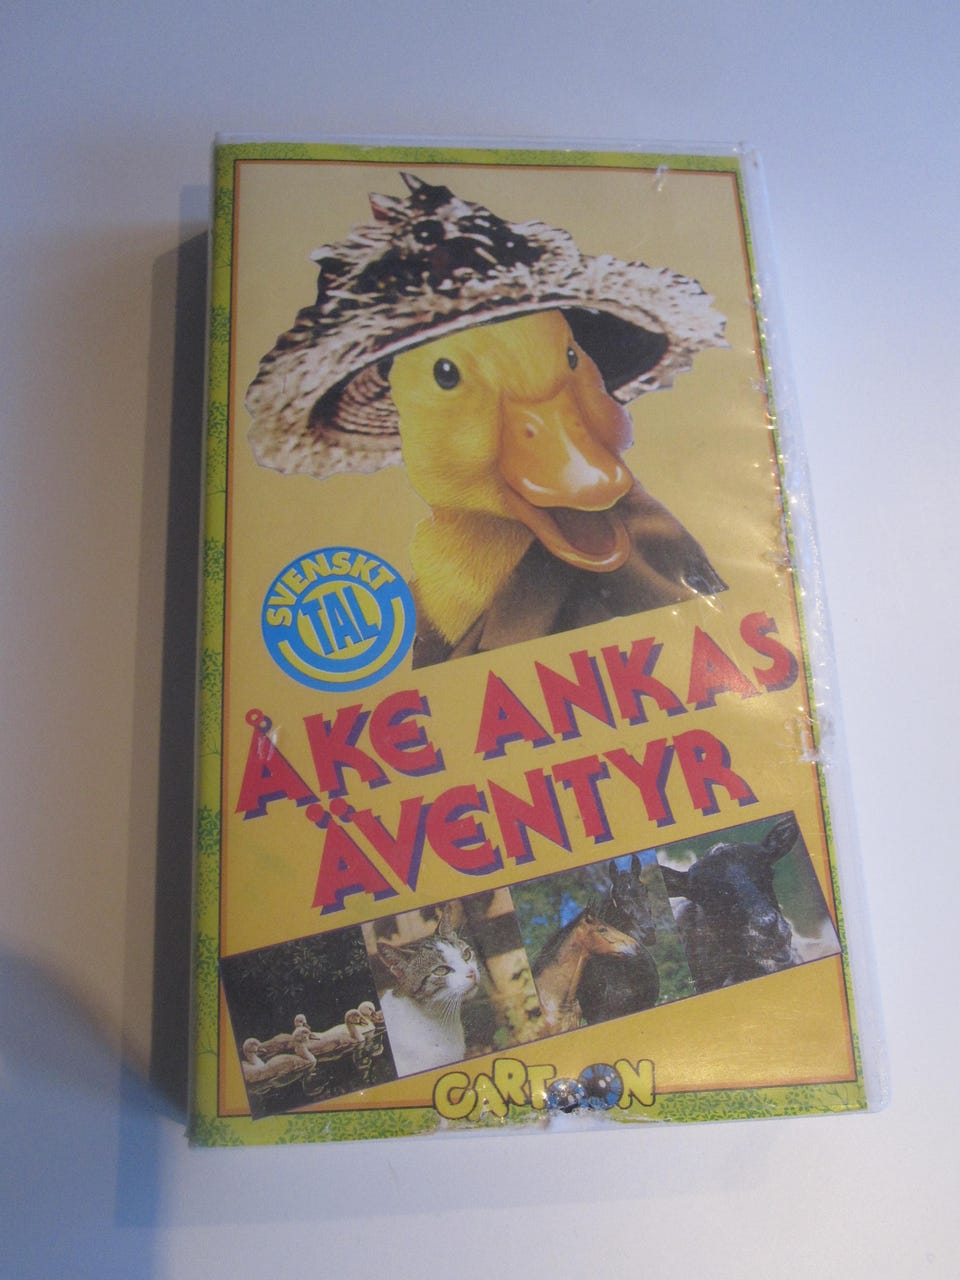 SVENSKT
TAL
ÅKE ANKAS
ÄVENTYR
CARTOON